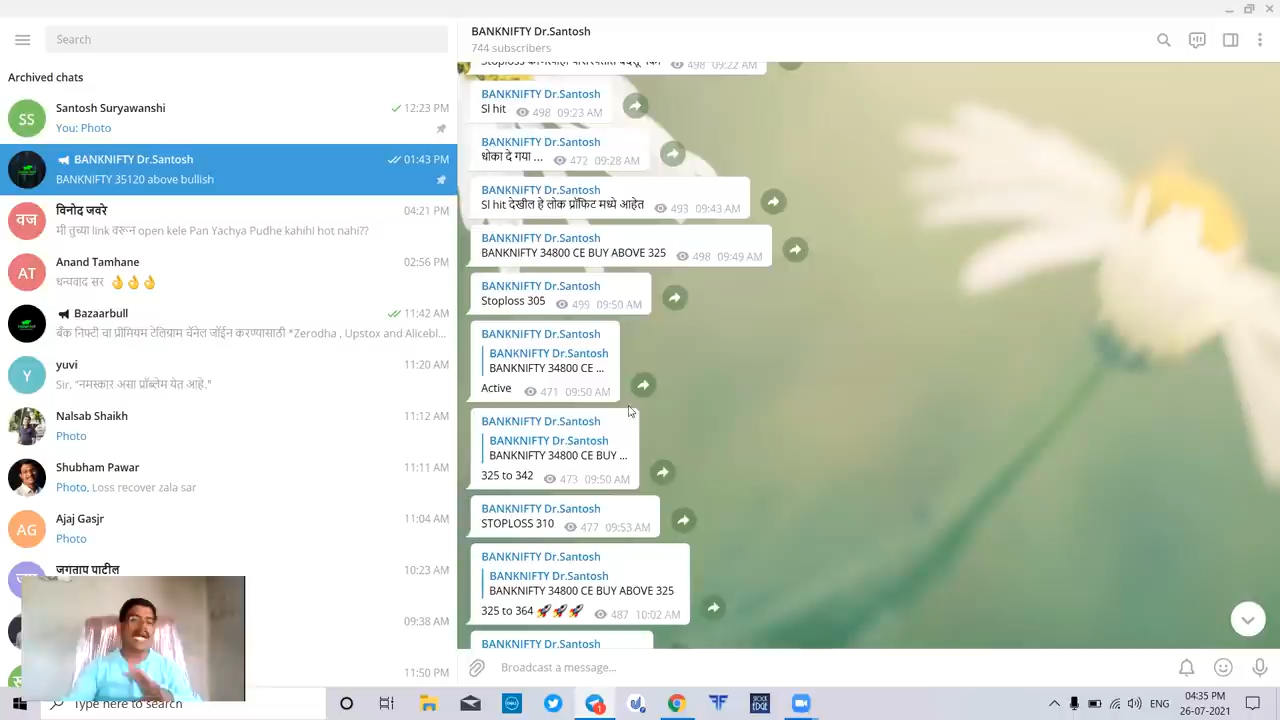 Search
Archived chats
Santosh Suryawanshi
12:23 PM
You: Photo
BANKNIFTY Dr.Santosh
01:43 PM
BANKNIFTY 35120 above bullish
विनोद जवरे
04:21 PM
मी तुच्या link वरून open kele Pan Yachya Pudhe kahihl hot nahi??
Anand Tamhane
02:56 PM
धन्यवाद सर 👌👌👌
Bazaarbull
11:42 AM
बँक निफ्टी चा प्रीमियम टेलिग्राम चॅनेल जॉईन करण्यासाठी *Zerodha , Upstox and Alicebl...
yuvi
11:20 AM
Sir, "नमस्कार असा प्रॉब्लेम येत आहे."
Nalsab Shaikh
11:12 AM
Photo
Shubham Pawar
11:11 AM
Photo, Loss recover zala sar
Ajaj Gasjr
11:04 AM
Photo
जगताप पाटील
10:23 AM
09:38 AM
11:50 PM
BANKNIFTY Dr.Santosh
744 subscribers
498 09:22 AM
BANKNIFTY Dr.Santosh
Sl hit 498 09:23 AM
BANKNIFTY Dr.Santosh
धोका दे गया ... 472 09:28 AM
BANKNIFTY Dr.Santosh
Sl hit देखील हे लोक प्रॉफिट मध्ये आहेत 493 09:43 AM
BANKNIFTY Dr.Santosh
BANKNIFTY 34800 CE BUY ABOVE 325 498 09:49 AM
BANKNIFTY Dr.Santosh
Stoploss 305 499 09:50 AM
BANKNIFTY Dr.Santosh
BANKNIFTY Dr.Santosh
BANKNIFTY 34800 CE ...
Active 471 09:50 AM
BANKNIFTY Dr.Santosh
BANKNIFTY Dr.Santosh
BANKNIFTY 34800 CE BUY ...
325 to 342 473 09:50 AM
BANKNIFTY Dr.Santosh
STOPLOSS 310 477 09:53 AM
BANKNIFTY Dr.Santosh
BANKNIFTY Dr.Santosh
BANKNIFTY 34800 CE BUY ABOVE 325
325 to 364 🚀🚀🚀 487 10:02 AM
BANKNIFTY Dr.Santosh
Broadcast a message...
Type here to search
ENG
04:35 PM
26-07-2021